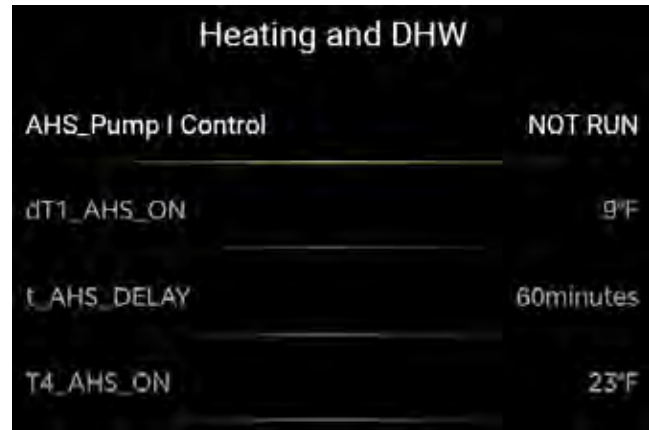 Heating and DHW
AHS_Pump I Control NOT RUN
dT1_AHS_ON 9°F
t_AHS_DELAY 60minutes
T4_AHS_ON 23°F